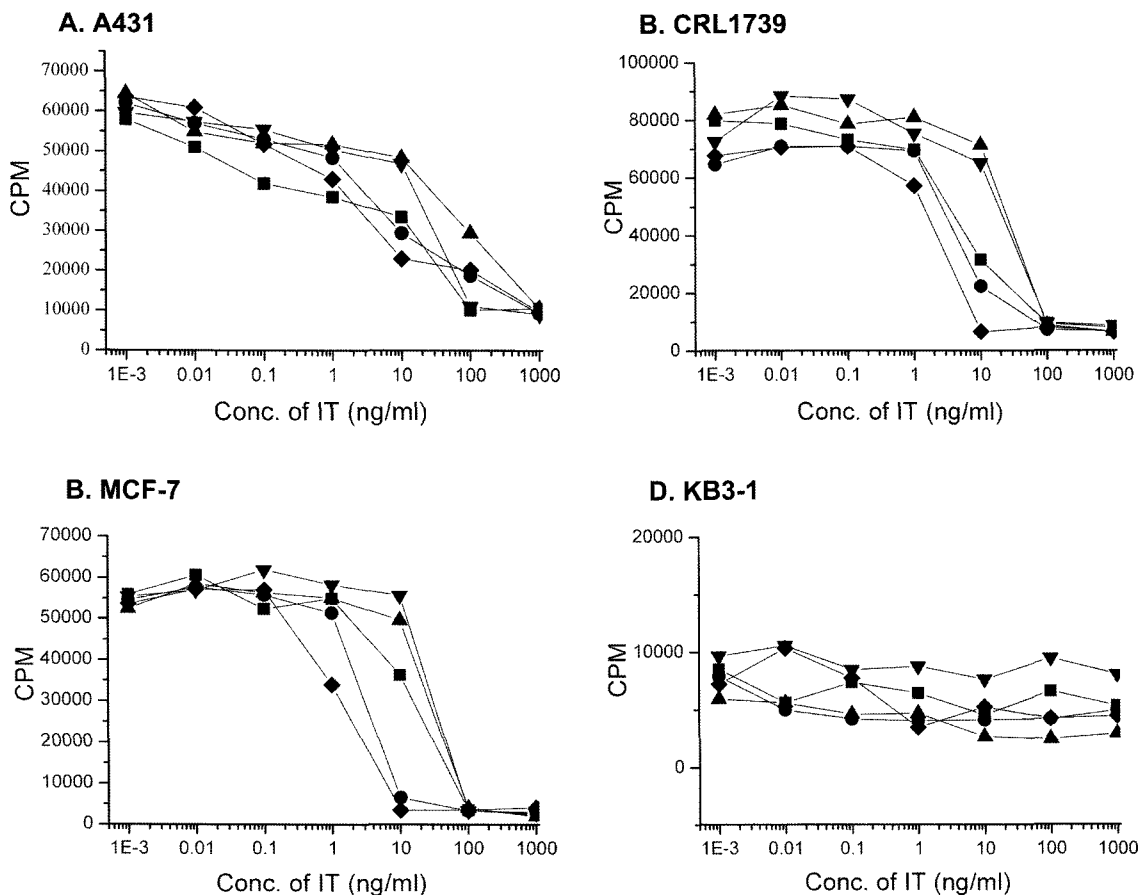 A. A431
CPM
70000
60000
50000
40000
30000
20000
10000
0
1E-3 0.01 0.1 1 10 100 1000
Conc. of IT (ng/ml)
B. CRL1739
CPM
100000
80000
60000
40000
20000
0
1E-3 0.01 0.1 1 10 100 1000
Conc. of IT (ng/ml)
B. MCF-7
CPM
70000
60000
50000
40000
30000
20000
10000
0
1E-3 0.01 0.1 1 10 100 1000
Conc. of IT (ng/ml)
D. KB3-1
CPM
20000
10000
0
1E-3 0.01 0.1 1 10 100 1000
Conc. of IT (ng/ml)